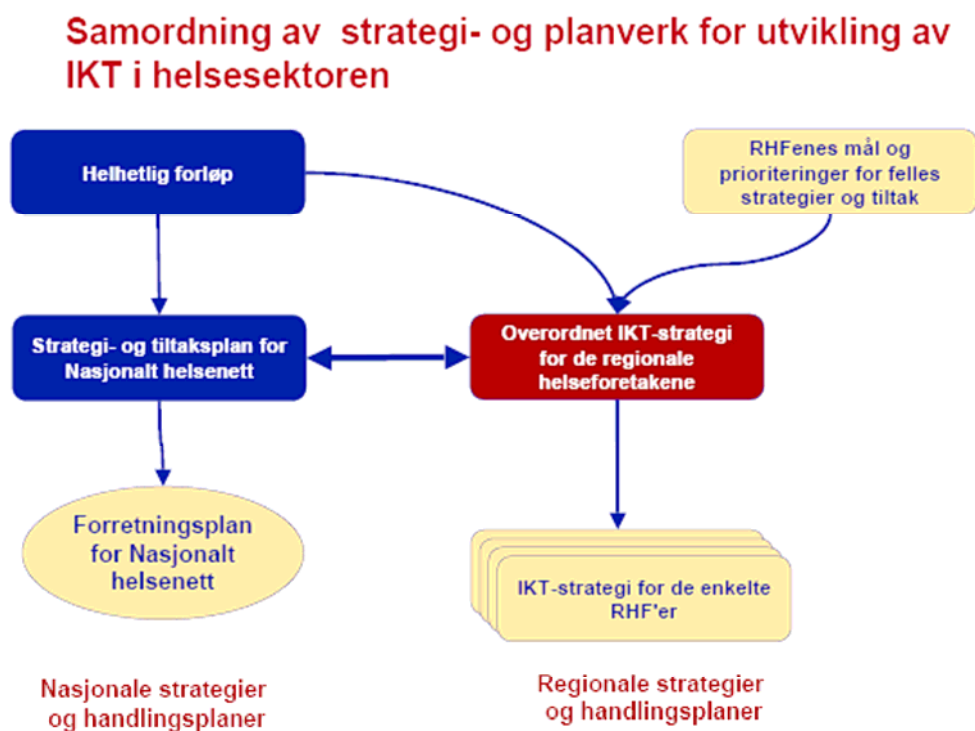 Samordning av strategi- og planverk for utvikling av
IKT i helsesektoren
Helhetlig forløp
RHFenes mål og
prioriteringer for felles
strategier og tiltak
Strategi- og tiltaksplan for
Nasjonalt helsenett
Overordnet IKT-strategi
for de regionale
helseforetakene
Forretningsplan
for Nasjonalt
helsenett
IKT-strategi for de enkelte
RHF'er
Nasjonale strategier
og handlingsplaner
Regionale strategier
og handlingsplaner